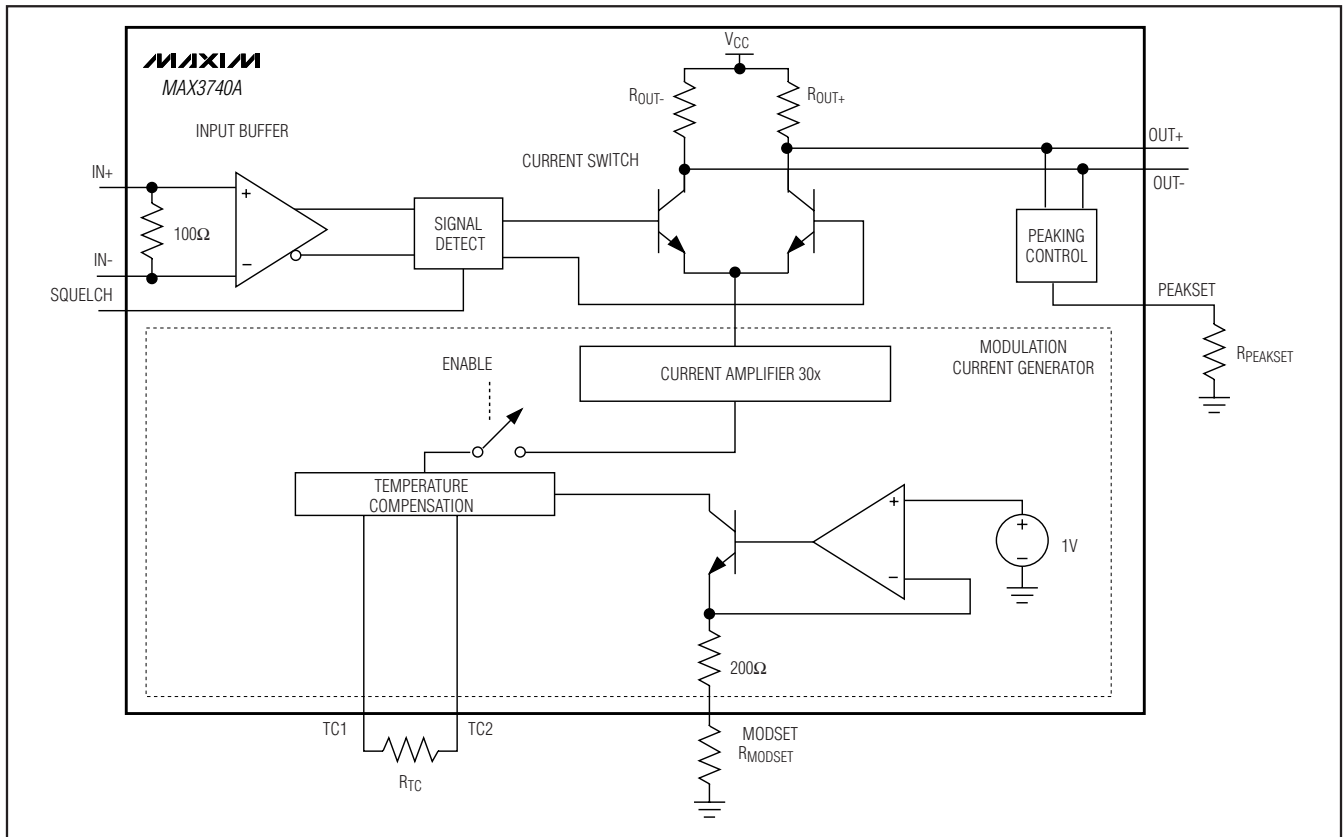 MAXIM
MAX3740A
VCC
ROUT-
ROUT+
INPUT BUFFER
CURRENT SWITCH
OUT+
OUT-
IN+
+
100Ω
−
IN-
SIGNAL
DETECT
PEAKING
CONTROL
SQUELCH
PEAKSET
RPEAKSET
MODULATION
CURRENT GENERATOR
ENABLE
CURRENT AMPLIFIER 30x
TEMPERATURE
COMPENSATION
+
−
+
−
1V
200Ω
TC1
TC2
RTC
MODSET
RMODSET